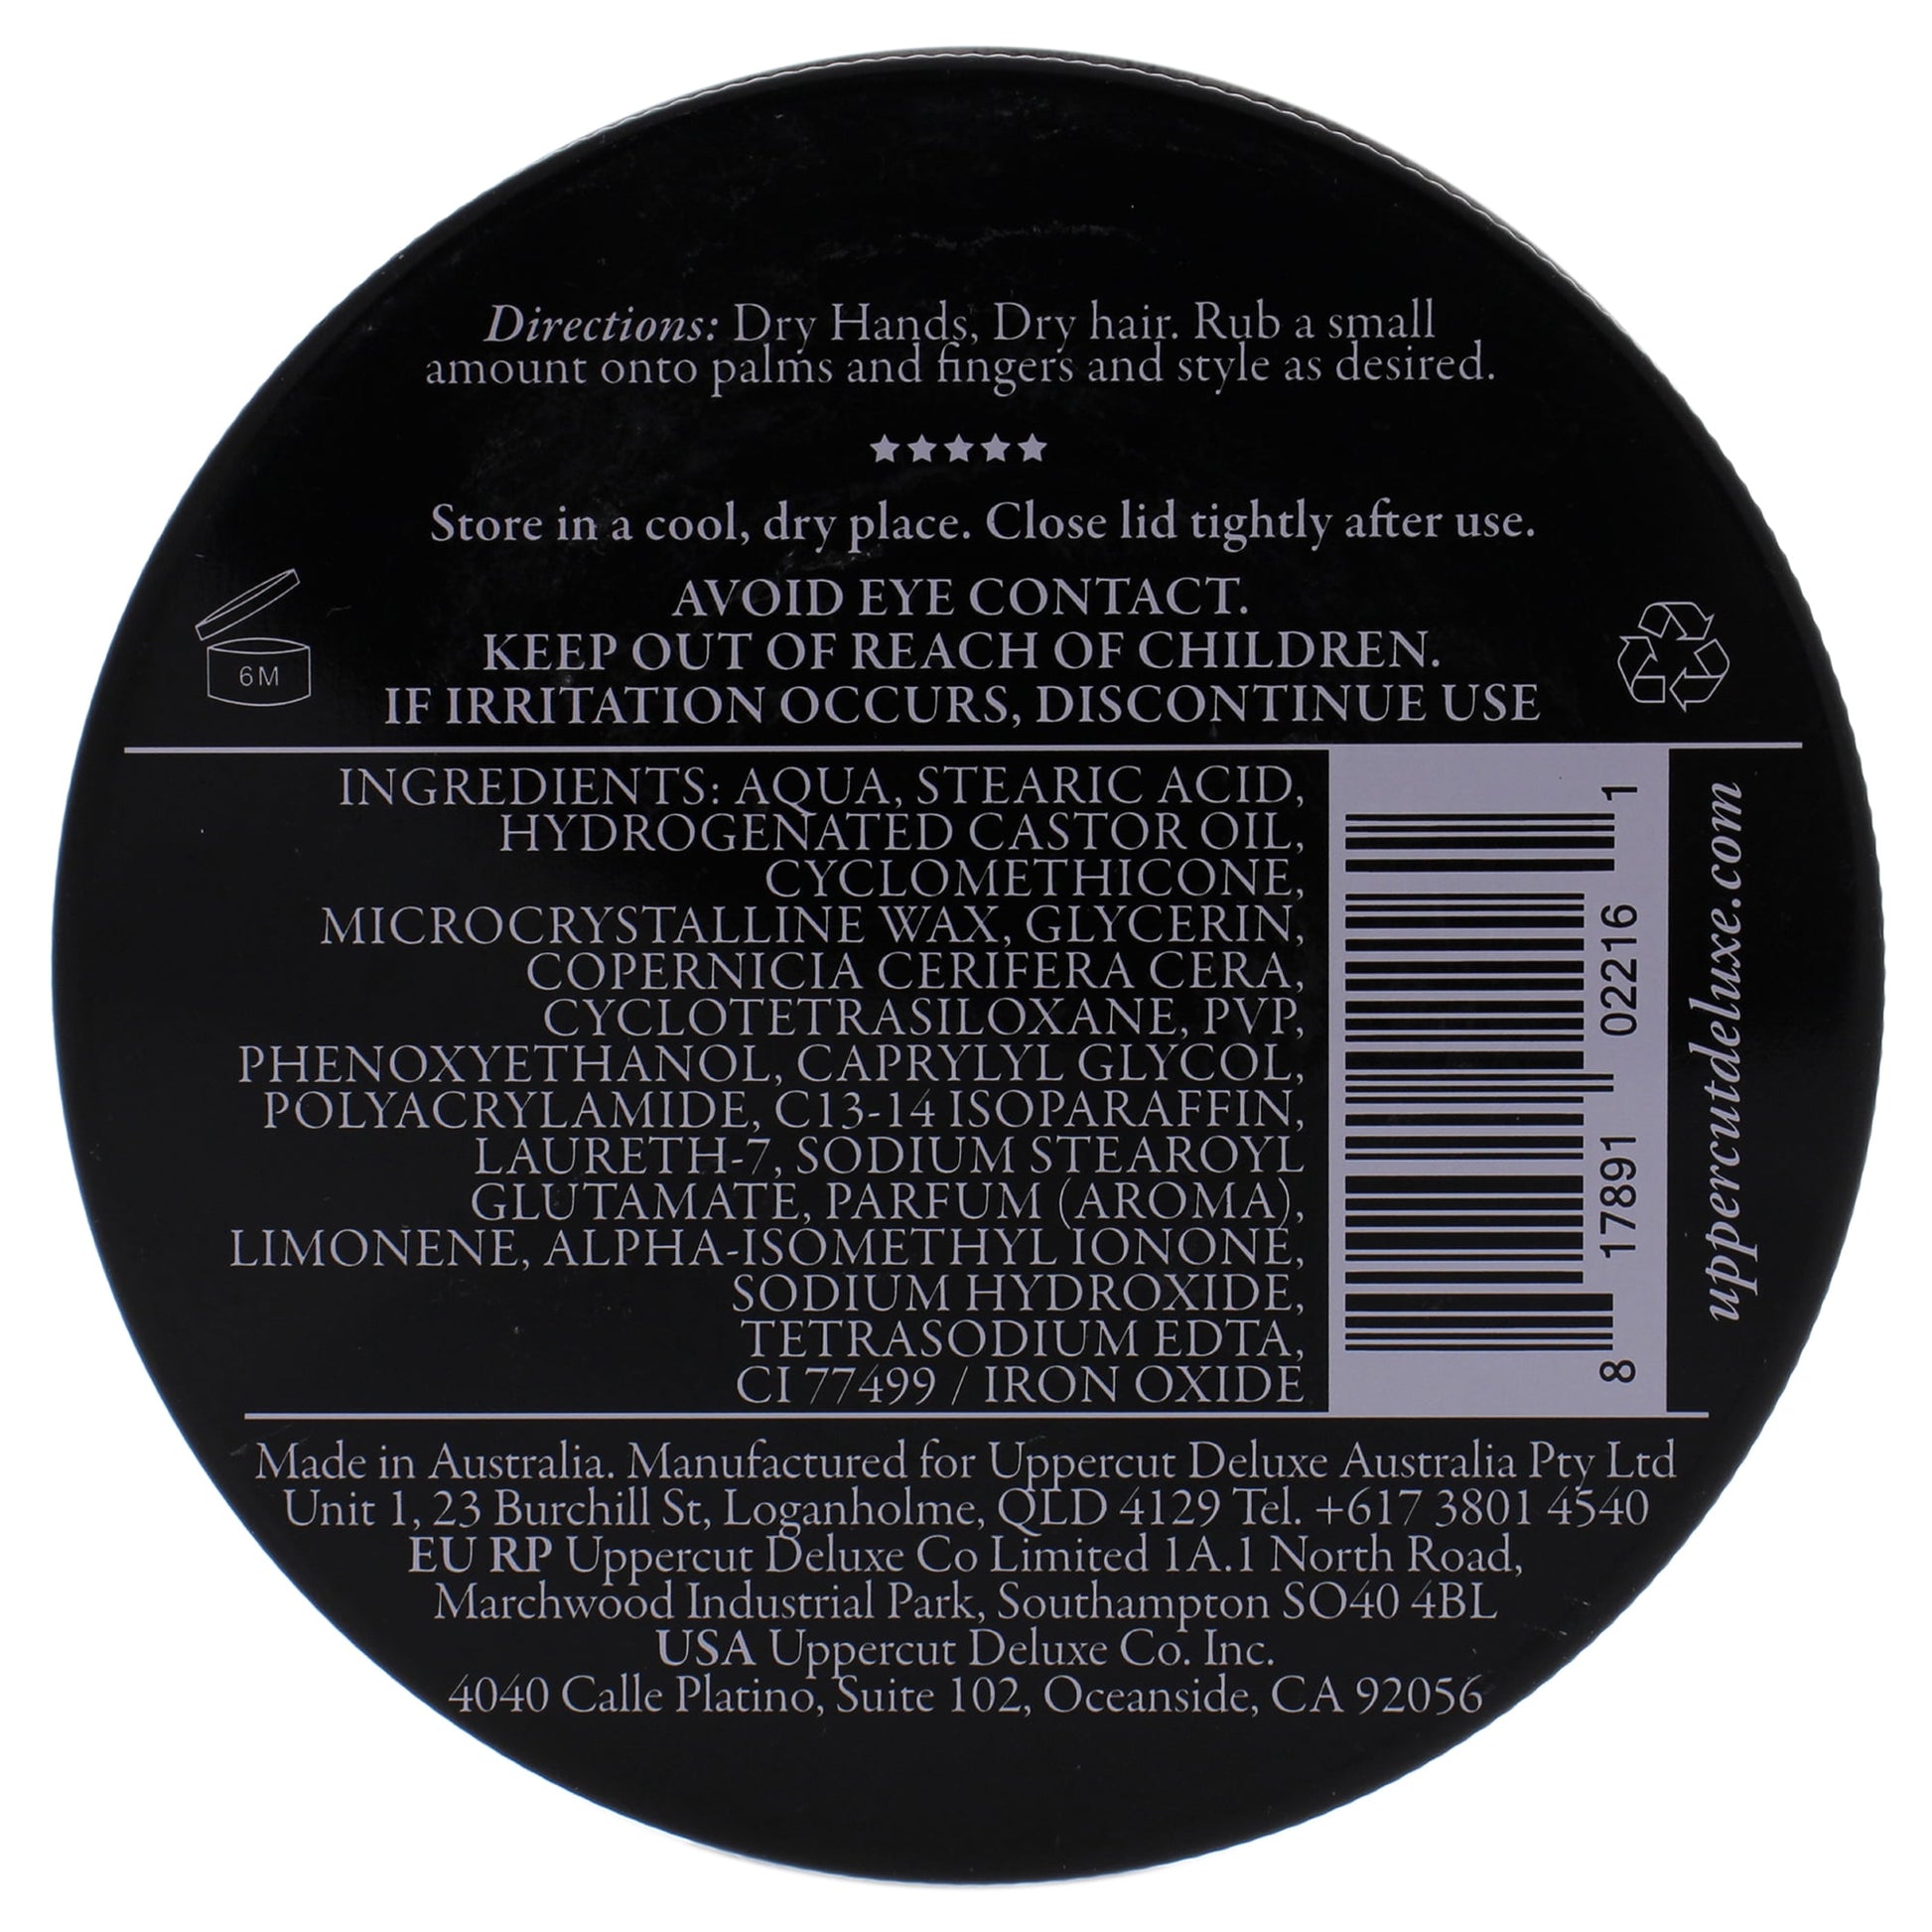 Directions: Dry Hands, Dry hair. Rub a small
amount onto palms and fingers and style as desired.
Store in a cool, dry place. Close lid tightly after use.
AVOID EYE CONTACT.
KEEP OUT OF REACH OF CHILDREN.
IF IRRITATION OCCURS, DISCONTINUE USE
6M
INGREDIENTS: AQUA, STEARIC ACID,
HYDROGENATED CASTOR OIL,
CYCLOMETHICONE,
MICROCRYSTALLINE WAX, GLYCERIN,
COPERNICIA CERIFERA CERA,
CYCLOTETRASILOXANE, PVP,
PHENOXYETHANOL, CAPRYLYL GLYCOL,
POLYACRYLAMIDE, C13-14 ISOPARAFFIN,
LAURETH-7, SODIUM STEAROYL
GLUTAMATE, PARFUM (AROMA),
LIMONENE, ALPHA-ISOMETHYL IONONE,
SODIUM HYDROXIDE,
TETRASODIUM EDTA,
CI 77499 / IRON OXIDE
8 17891 02216 1
uppercutdeluxe.com
Made in Australia. Manufactured for Uppercut Deluxe Australia Pty Ltd
Unit 1, 23 Burchill St, Loganholme, QLD 4129 Tel. +617 3801 4540
EU RP Uppercut Deluxe Co Limited 1A.1 North Road,
Marchwood Industrial Park, Southampton SO40 4BL
USA Uppercut Deluxe Co. Inc.
4040 Calle Platino, Suite 102, Oceanside, CA 92056